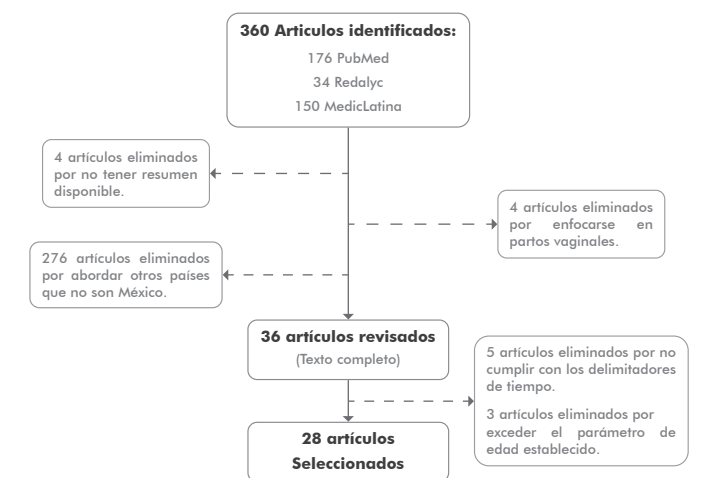 360 Articulos identificados:
176 PubMed
34 Redalyc
150 MedicLatina
4 artículos eliminados
por no tener resumen
disponible.
4 artículos eliminados
por enfocarse en
partos vaginales.
276 artículos eliminados
por abordar otros países
que no son México.
36 artículos revisados
(Texto completo)
5 artículos eliminados por no
cumplir con los delimitadores
de tiempo.
3 artículos eliminados por
exceder el parámetro de
edad establecido.
28 artículos
Seleccionados